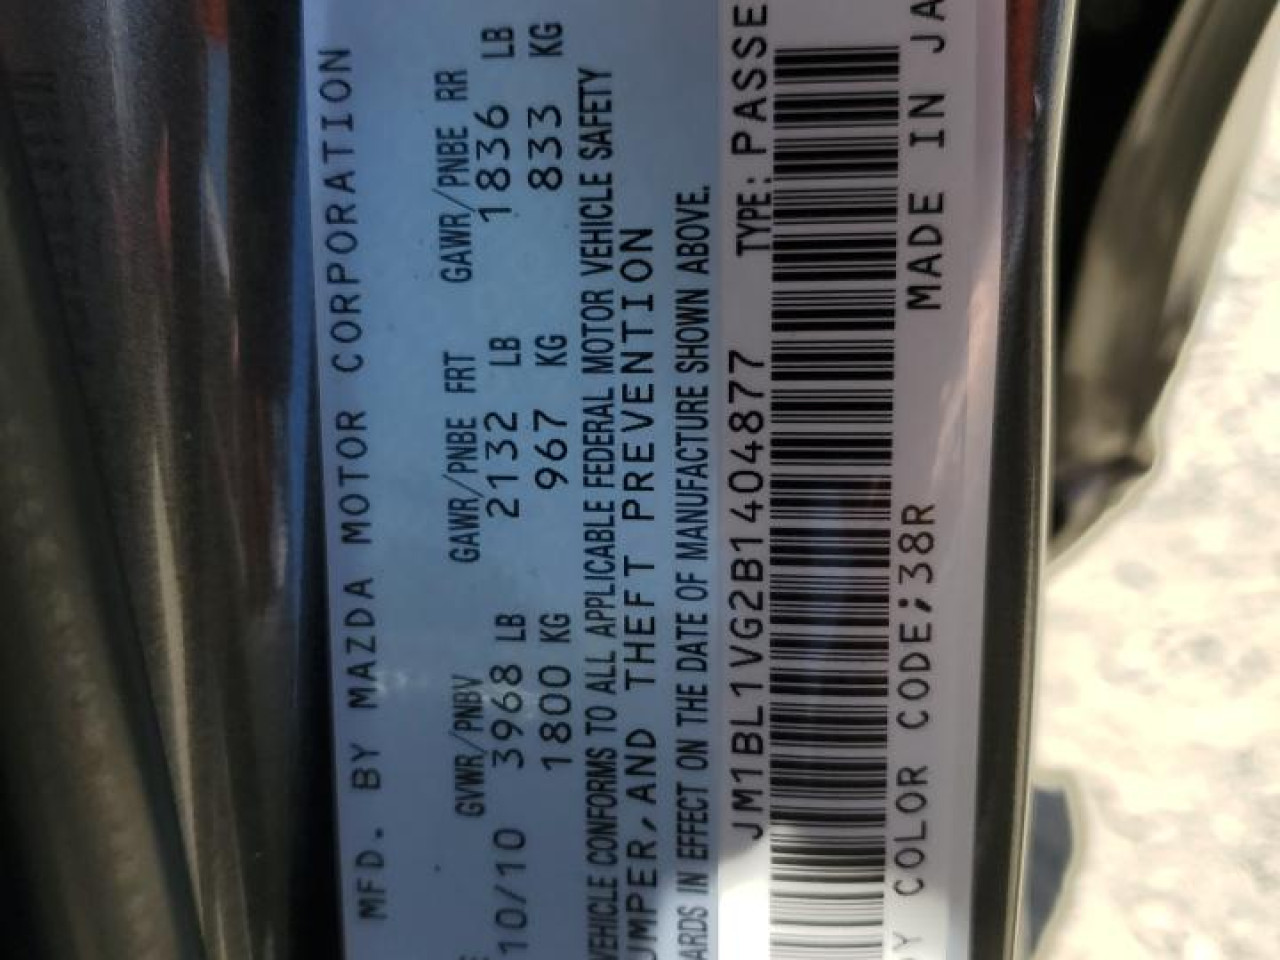 MFD. BY MAZDA MOTOR CORPORATION
GVWR/PNBV GAWR/PNBE FRT GAWR/PNBE RR
10/10 3968 LB 2132 LB 1836 LB
1800 KG 967 KG 833 KG
VEHICLE CONFORMS TO ALL APPLICABLE FEDERAL MOTOR VEHICLE SAFETY
UMPER, AND THEFT PREVENTION
ARDS IN EFFECT ON THE DATE OF MANUFACTURE SHOWN ABOVE.
JM1BL1VG2B1404877 TYPE: PASSE
DY COLOR CODE;38R MADE IN JA